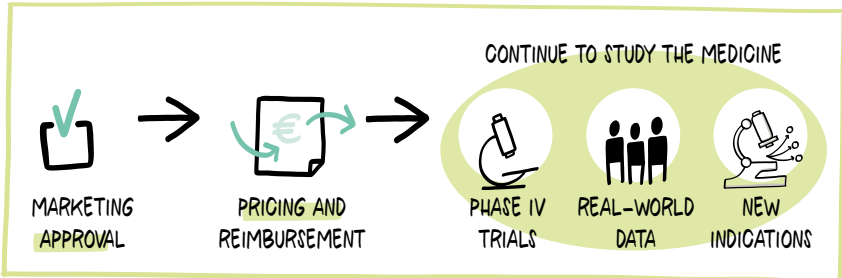 CONTINUE TO STUDY THE MEDICINE
€
MARKETING
APPROVAL
PRICING AND
REIMBURSEMENT
PHASE IV
TRIALS
REAL-WORLD
DATA
NEW
INDICATIONS